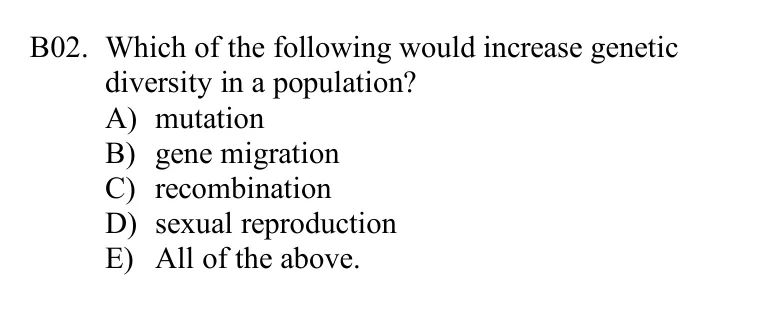 B02. Which of the following would increase genetic
diversity in a population?
A) mutation
B) gene migration
C) recombination
D) sexual reproduction
E) All of the above.